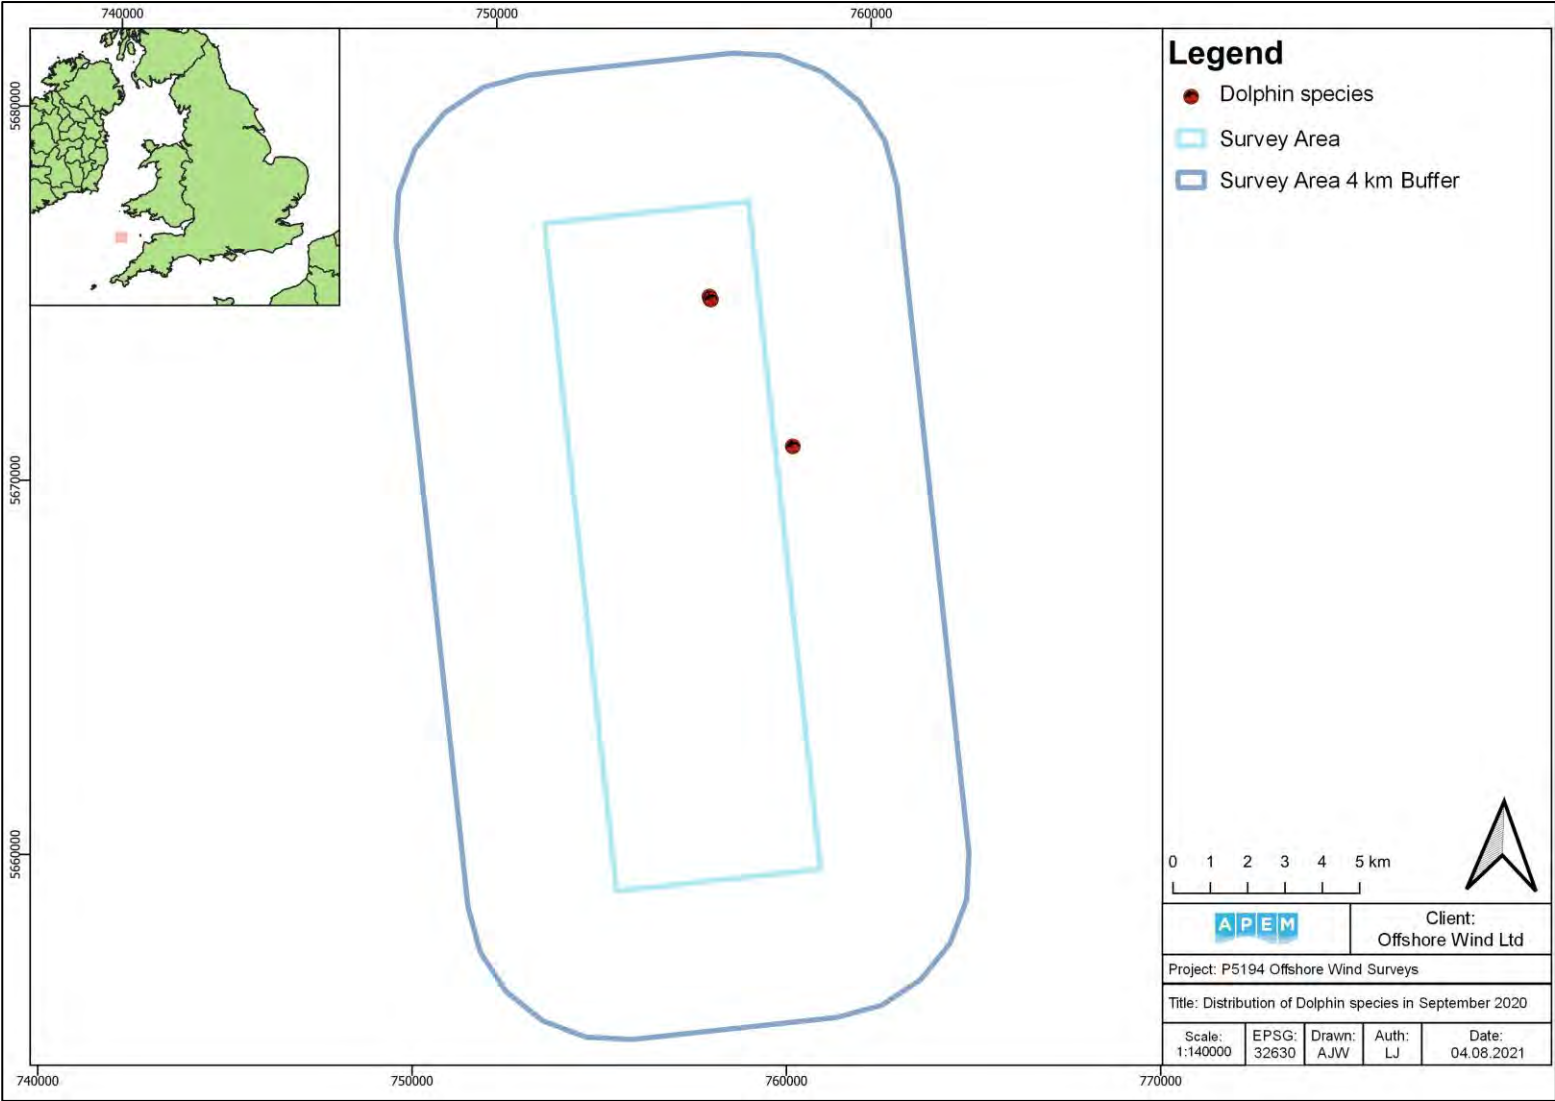 740000
750000
760000
5680000
5670000
5660000
Legend
Dolphin species
Survey Area
Survey Area 4 km Buffer
0 1 2 3 4 5 km
APEM
Client:
Offshore Wind Ltd
Project: P5194 Offshore Wind Surveys
Title: Distribution of Dolphin species in September 2020
Scale:
1:140000
EPSG:
32630
Drawn:
AJW
Auth:
LJ
Date:
04.08.2021
740000
750000
760000
770000